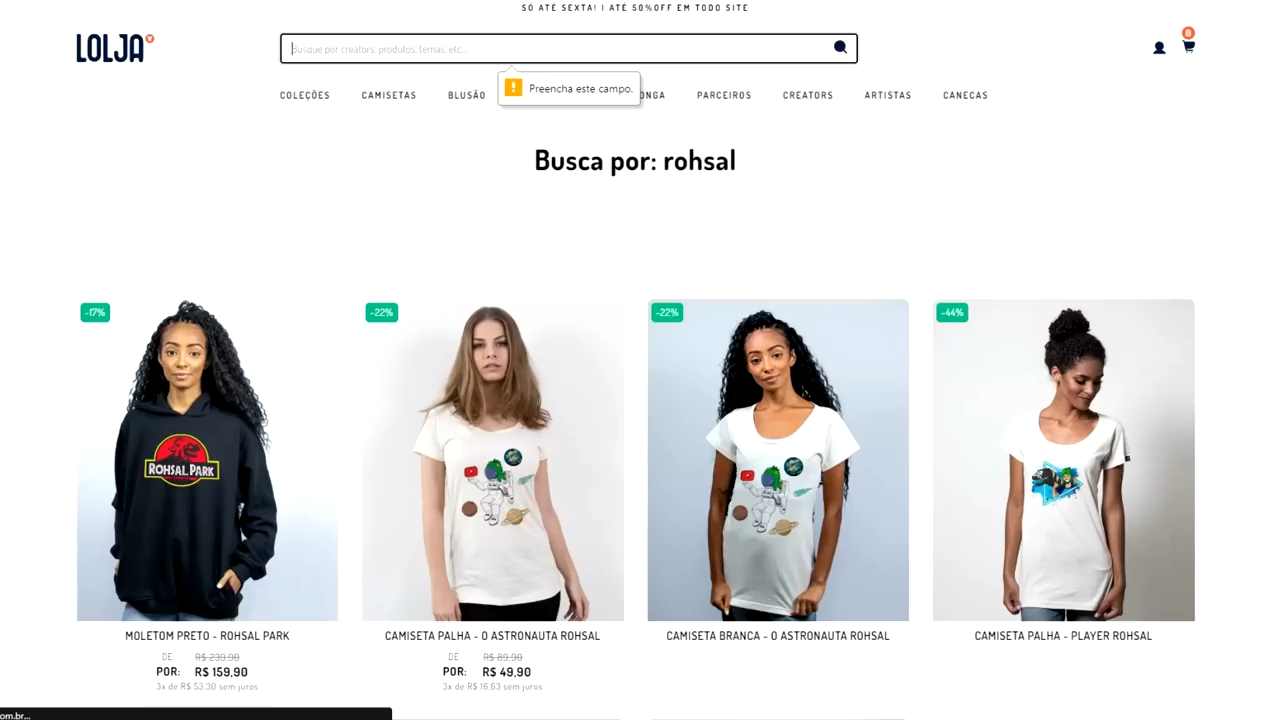 SÓ ATÉ SEXTA! | ATÉ 50%OFF EM TODO SITE
LOLJA
Busque por creators, produtos, temas, etc...
0
Preencha este campo.
COLEÇÕES CAMISETAS BLUSÃO ONGA PARCEIROS CREATORS ARTISTAS CANECAS
Busca por: rohsal
-17% -22% -22% -44%
ROHSAL PARK
MOLETOM PRETO - ROHSAL PARK
DE: R$ 239,90
POR: R$ 159,90
3x de R$ 53,30 sem juros
CAMISETA PALHA - O ASTRONAUTA ROHSAL
DE: R$ 89,90
POR: R$ 49,90
3x de R$ 16,63 sem juros
CAMISETA BRANCA - O ASTRONAUTA ROHSAL
CAMISETA PALHA - PLAYER ROHSAL
om.br...